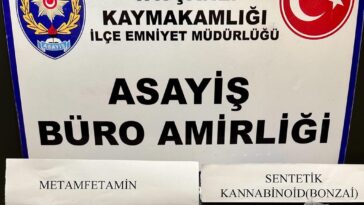 KAYMAKAMLIĞI
İLÇE EMNİYET MÜDÜRLÜĞÜ
ASAYİŞ
BÜRO AMİRLİĞİ
METAMFETAMİN
SENTETİK
KANNABİNOİD(BONZAİ)